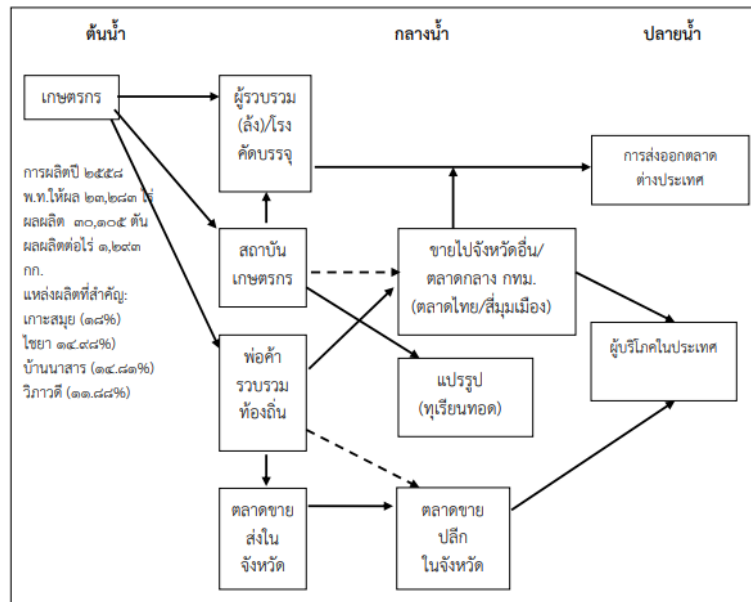 ต้นน้ำ
กลางน้ำ
ปลายน้ำ
เกษตรกร
ผู้รวบรวม
(ล้ง)/โรง
คัดบรรจุ
การส่งออกตลาด
ต่างประเทศ
การผลิตปี ๒๕๕๘
พ.ท.ให้ผล ๒๓,๒๘๓ ไร่
ผลผลิต ๓๐,๑๐๕ ตัน
ผลผลิตต่อไร่ ๑,๒๙๓
กก.
แหล่งผลิตที่สำคัญ:
เกาะสมุย (๑๘%)
ไชยา ๑๔.๙๘%)
บ้านนาสาร (๑๔.๘๑%)
วิภาวดี (๑๑.๘๘%)
สถาบัน
เกษตรกร
ขายไปจังหวัดอื่น/
ตลาดกลาง กทม.
(ตลาดไทย/สี่มุมเมือง)
ผู้บริโภคในประเทศ
พ่อค้า
รวบรวม
ท้องถิ่น
แปรรูป
(ทุเรียนทอด)
ตลาดขาย
ส่งใน
จังหวัด
ตลาดขาย
ปลีก
ในจังหวัด